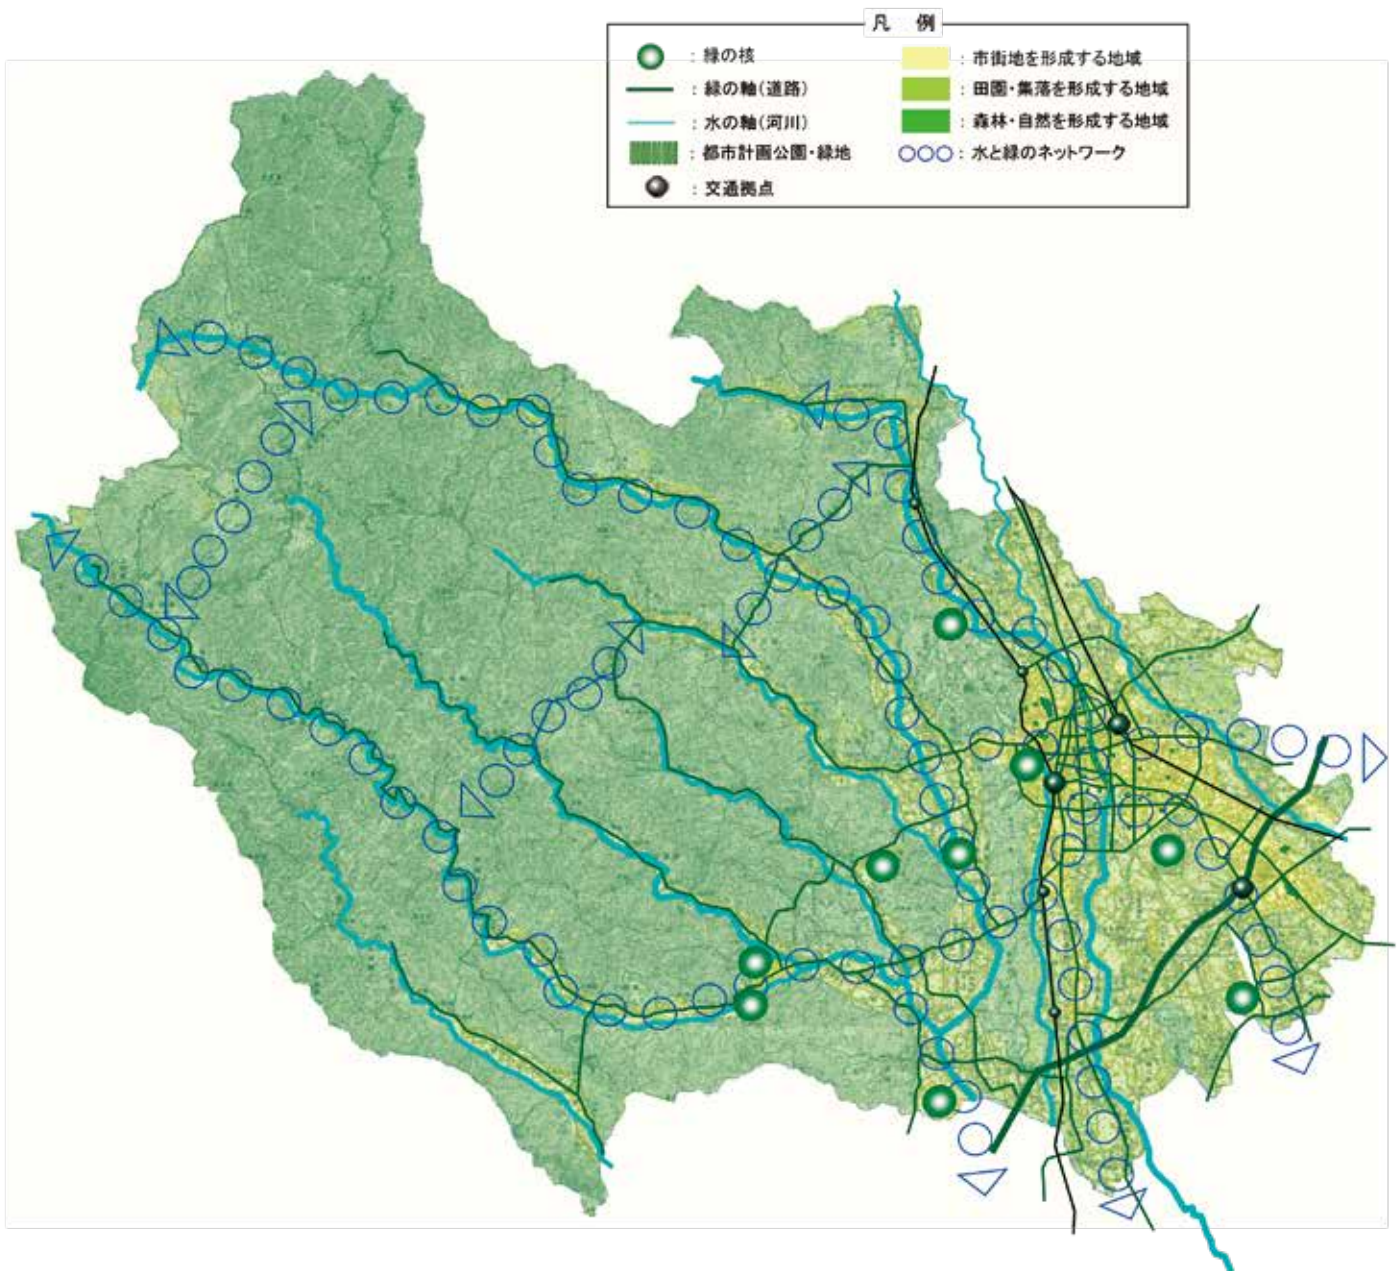 凡 例
：緑の核
：緑の軸(道路)
：水の軸(河川)
：都市計画公園・緑地
：交通拠点
：市街地を形成する地域
：田園・集落を形成する地域
：森林・自然を形成する地域
：水と緑のネットワーク